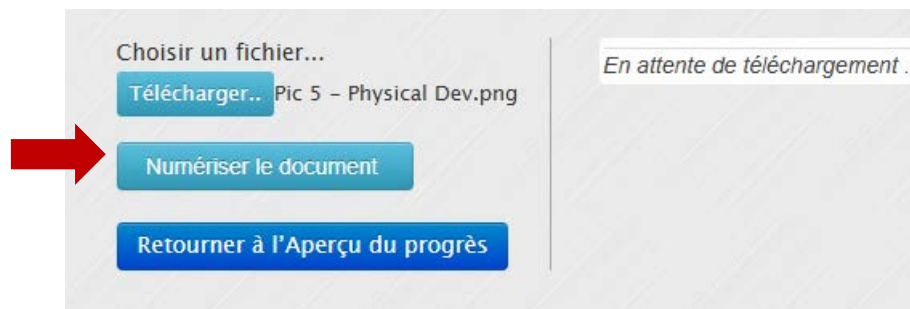 Choisir un fichier...
Télécharger.. Pic 5 – Physical Dev.png
Numériser le document
Retourner à l’Aperçu du progrès
En attente de téléchargement .